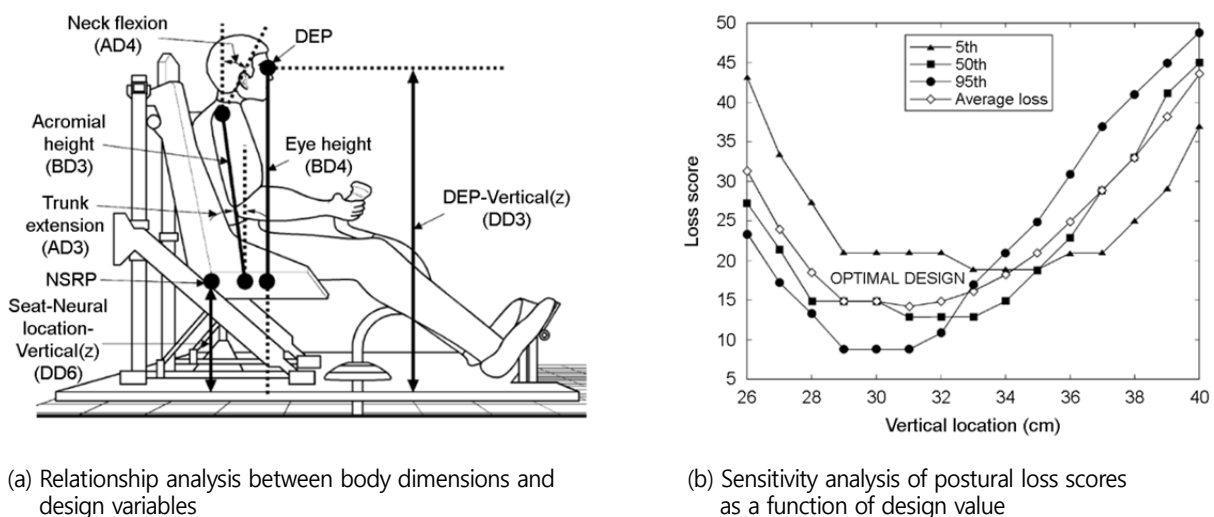 Neck flexion
(AD4)
DEP
Acromial
height
(BD3)
Eye height
(BD4)
Trunk
extension
(AD3)
DEP-Vertical(z)
(DD3)
NSRP
Seat-Neural
location-
Vertical(z)
(DD6)
(a) Relationship analysis between body dimensions and
design variables
50
45
40
35
30
25
20
15
10
5
Loss score
5th
50th
95th
Average loss
OPTIMAL DESIGN
26 28 30 32 34 36 38 40
Vertical location (cm)
(b) Sensitivity analysis of postural loss scores
as a function of design value